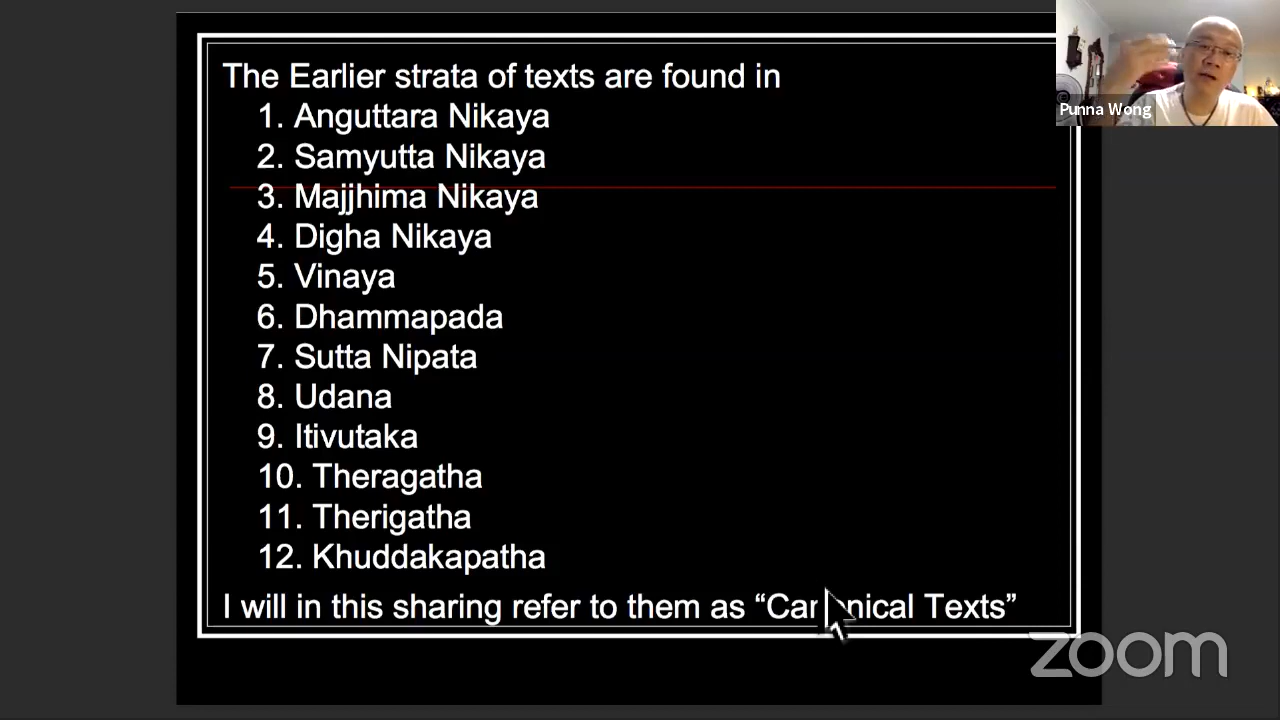 The Earlier strata of texts are found in
1. Anguttara Nikaya
2. Samyutta Nikaya
3. Majjhima Nikaya
4. Digha Nikaya
5. Vinaya
6. Dhammapada
7. Sutta Nipata
8. Udana
9. Itivutaka
10. Theragatha
11. Therigatha
12. Khuddakapatha
I will in this sharing refer to them as “Canonical Texts”
Punna Wong
zoom